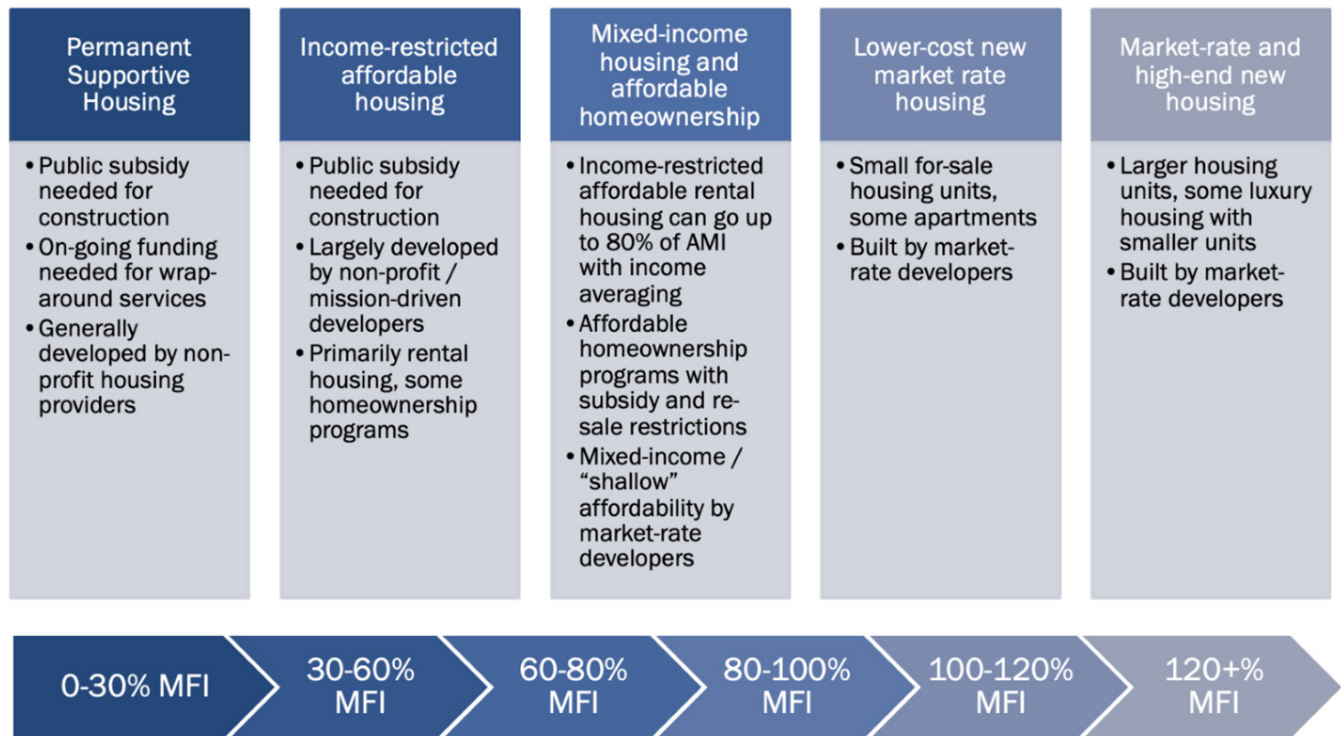 Permanent
Supportive
Housing
• Public subsidy
needed for
construction
• On-going funding
needed for wrap-
around services
• Generally
developed by non-
profit housing
providers
Income-restricted
affordable
housing
• Public subsidy
needed for
construction
• Largely developed
by non-profit /
mission-driven
developers
• Primarily rental
housing, some
homeownership
programs
Mixed-income
housing and
affordable
homeownership
• Income-restricted
affordable rental
housing can go up
to 80% of AMI
with income
averaging
• Affordable
homeownership
programs with
subsidy and re-
sale restrictions
• Mixed-income /
“shallow”
affordability by
market-rate
developers
Lower-cost new
market rate
housing
• Small for-sale
housing units,
some apartments
• Built by market-
rate developers
Market-rate and
high-end new
housing
• Larger housing
units, some luxury
housing with
smaller units
• Built by market-
rate developers
0-30% MFI
30-60%
MFI
60-80%
MFI
80-100%
MFI
100-120%
MFI
120+%
MFI